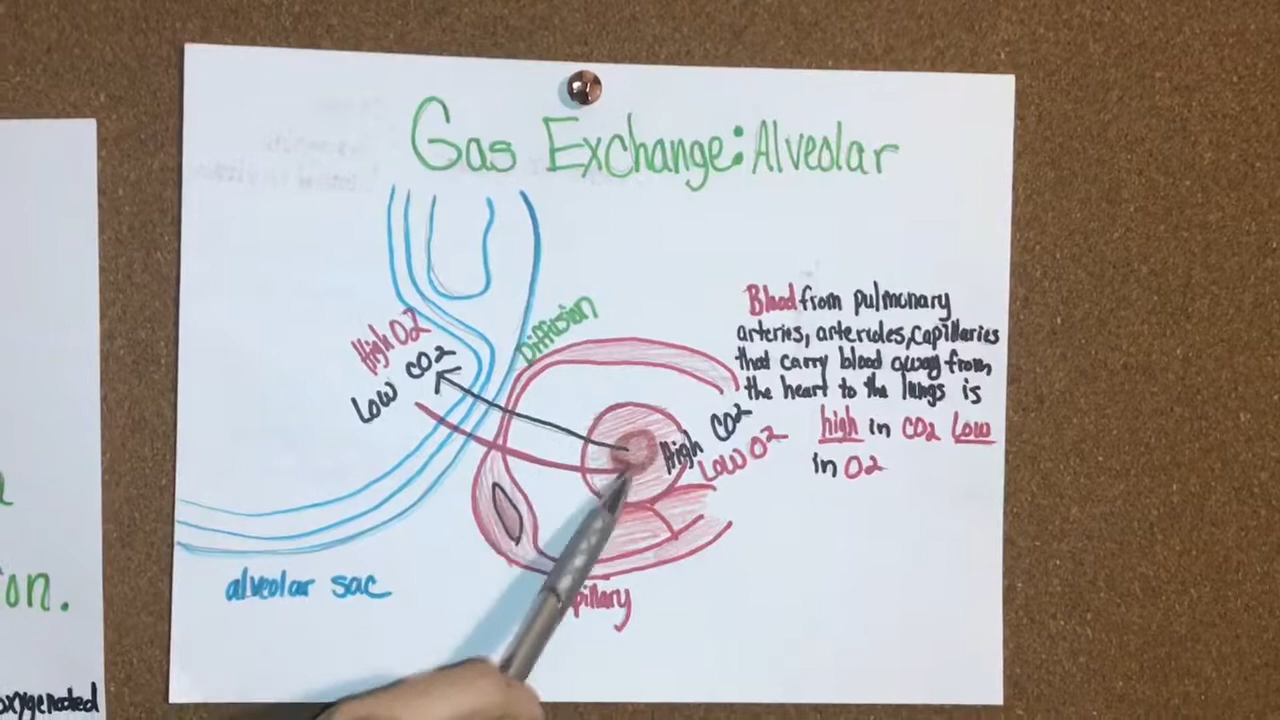 Gas Exchange: Alveolar
Diffusion
High O2
Low CO2
High CO2
Low O2
Blood from pulmonary
arteries, arterioles, capillaries
that carry blood away from
the heart to the lungs is
high in CO2 Low
in O2
alveolar sac
pillary
on.
oxygenated